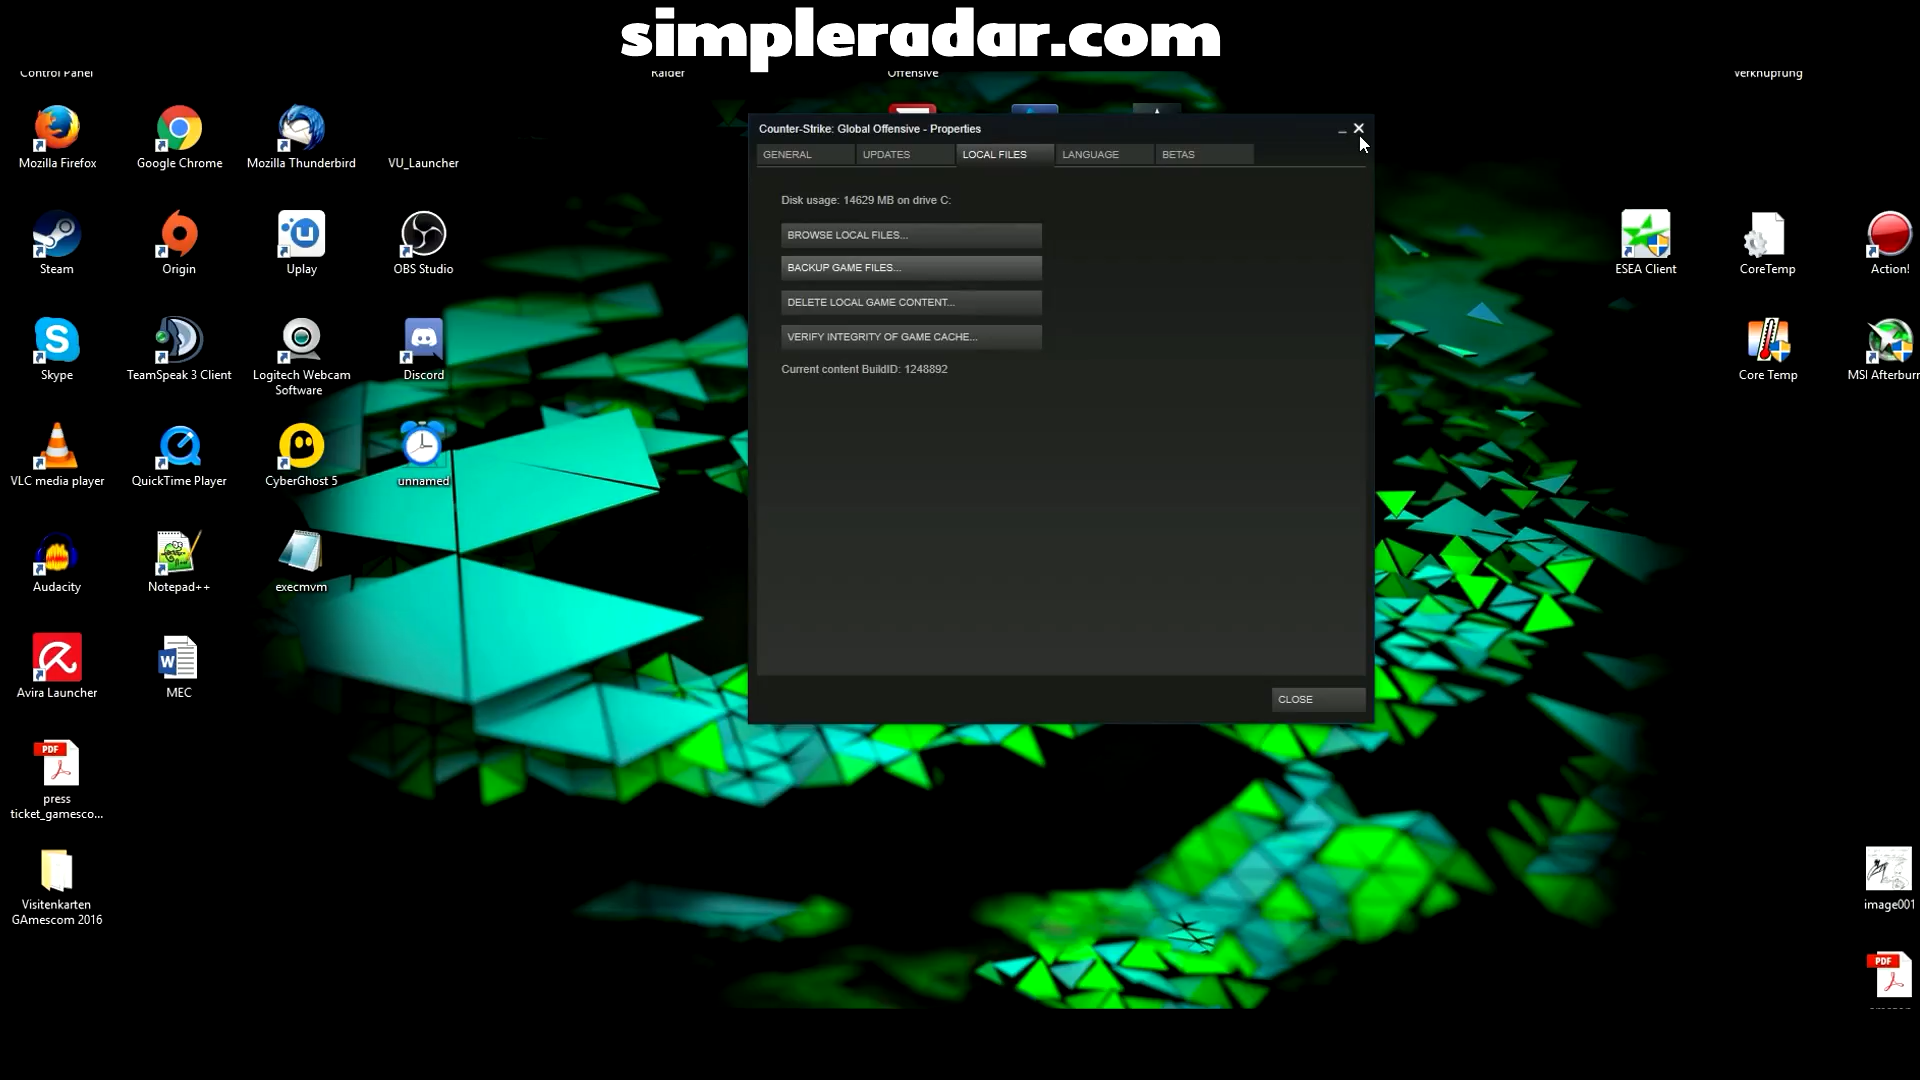 simpleradar.com
Control Panel
Raider
Offensive
Verknüpfung
Counter-Strike: Global Offensive - Properties
GENERAL
UPDATES
LOCAL FILES
LANGUAGE
BETAS
Disk usage: 14629 MB on drive C:
BROWSE LOCAL FILES...
BACKUP GAME FILES...
DELETE LOCAL GAME CONTENT...
VERIFY INTEGRITY OF GAME CACHE...
Current content BuildID: 1248892
CLOSE
Mozilla Firefox
Google Chrome
Mozilla Thunderbird
VU_Launcher
Steam
Origin
Uplay
OBS Studio
ESEA Client
CoreTemp
Action!
Skype
TeamSpeak 3 Client
Logitech Webcam
Software
Discord
Core Temp
MSI Afterburn
VLC media player
QuickTime Player
CyberGhost 5
unnamed
Audacity
Notepad++
execmvm
Avira Launcher
W
MEC
PDF
press
ticket_gamesco...
Visitenkarten
GAmescom 2016
image001
PDF